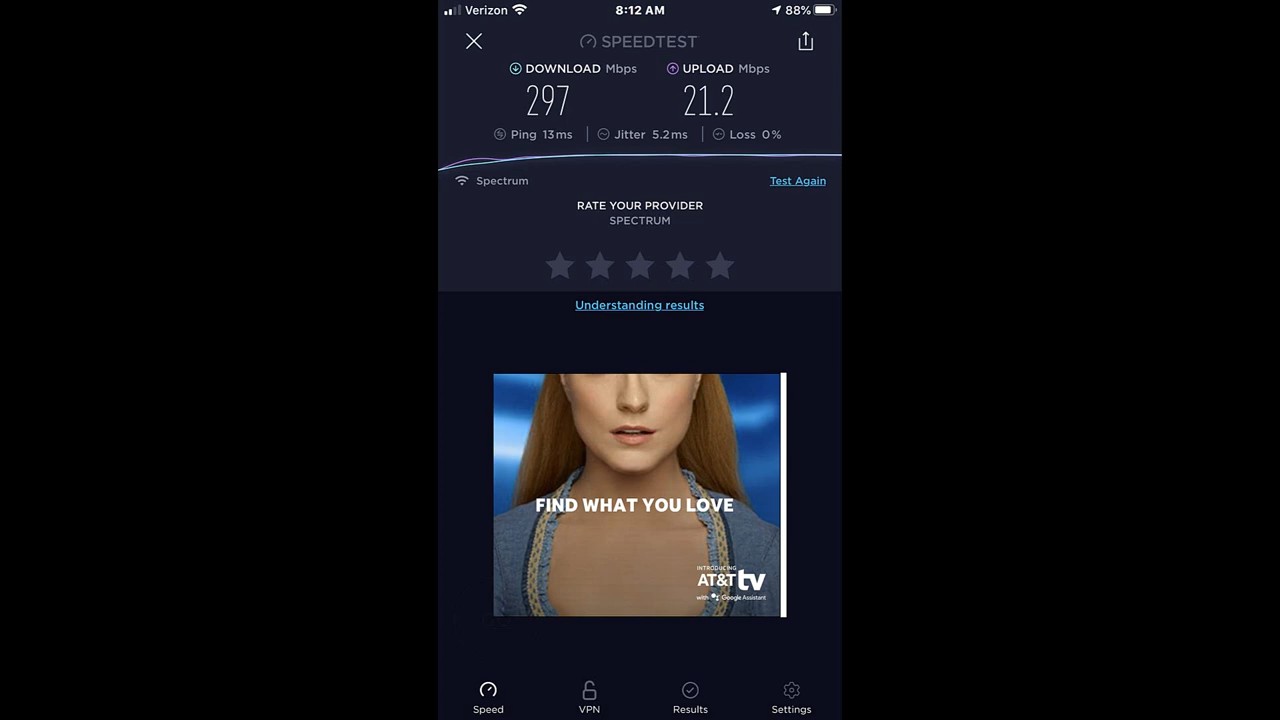 Verizon 8:12 AM 88%
SPEEDTEST
DOWNLOAD Mbps UPLOAD Mbps
297 21.2
Ping 13ms Jitter 5.2ms Loss 0%
Spectrum Test Again
RATE YOUR PROVIDER
SPECTRUM
Understanding results
FIND WHAT YOU LOVE
INTRODUCING
AT&T tv
with Google Assistant
Speed VPN Results Settings